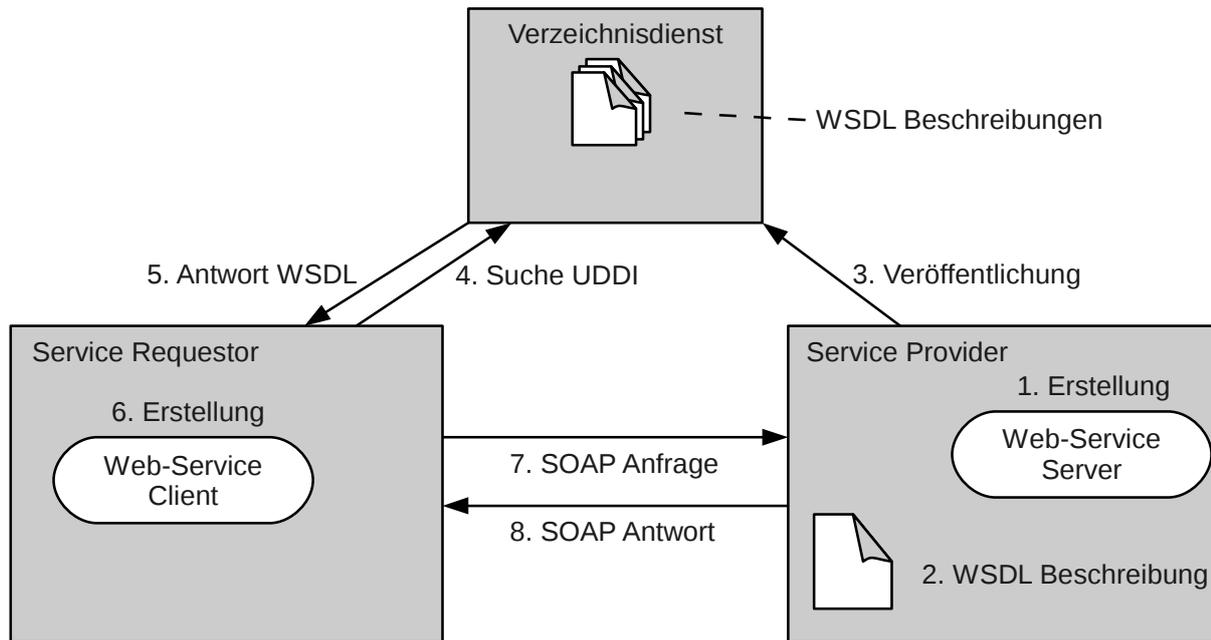 Verzeichnisdienst
WSDL Beschreibungen
5. Antwort WSDL
4. Suche UDDI
3. Veröffentlichung
Service Requestor
6. Erstellung
Web-Service
Client
7. SOAP Anfrage
8. SOAP Antwort
Service Provider
1. Erstellung
Web-Service
Server
2. WSDL Beschreibung